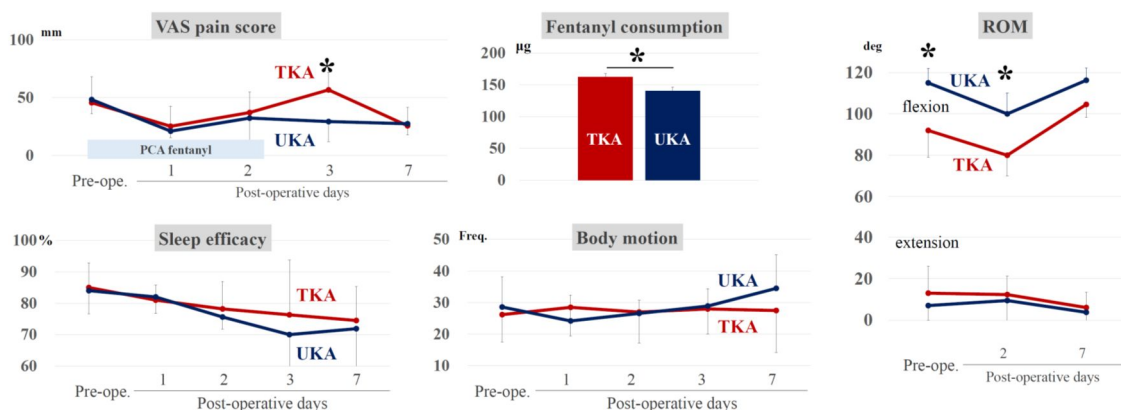 VAS pain score
mm
100
50
0
TKA
*
UKA
PCA fentanyl
Pre-ope.
1
2
3
7
Post-operative days
Fentanyl consumption
µg
200
150
100
50
0
*
TKA
UKA
ROM
deg
120
100
80
60
40
20
0
*
*
UKA
flexion
TKA
extension
Pre-ope.
2
7
Post-operative days
Sleep efficacy
100%
90
80
70
60
TKA
UKA
Pre-ope.
1
2
3
7
Post-operative days
Body motion
Freq.
50
40
30
20
10
UKA
TKA
Pre-ope.
1
2
3
7
Post-operative days